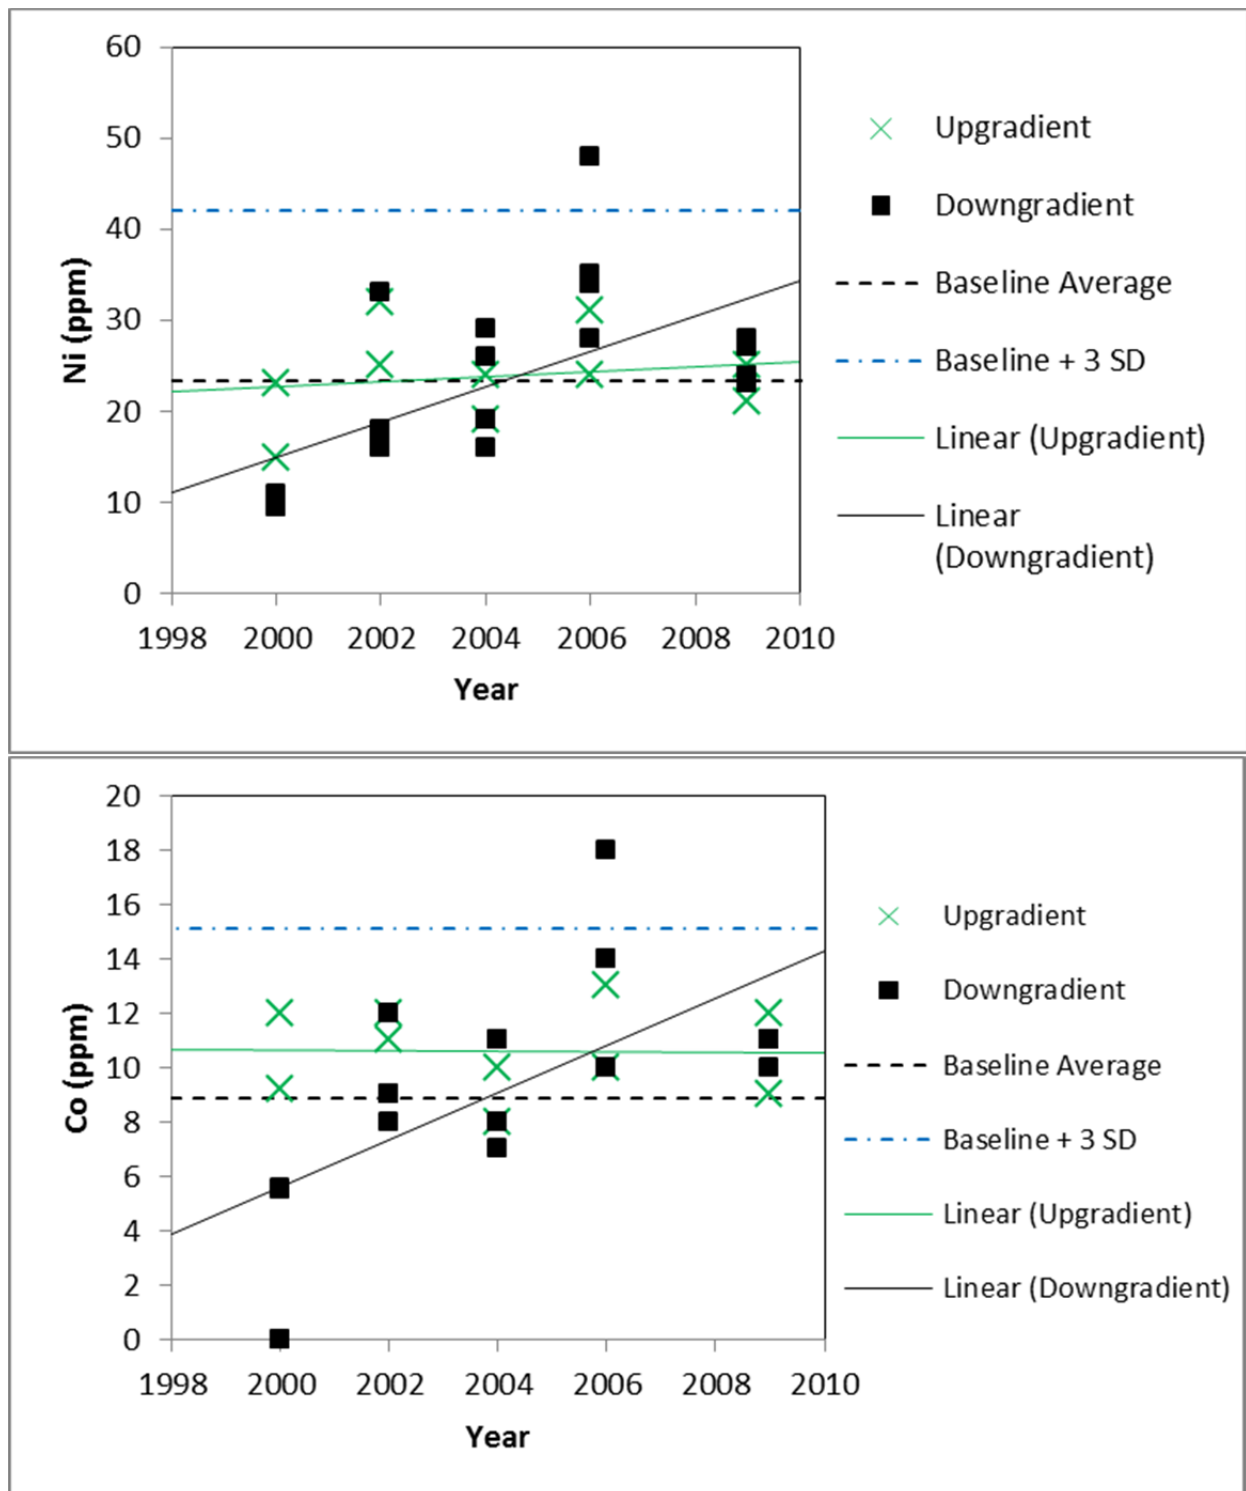 60
50
40
30
20
10
0
Ni (ppm)
1998 2000 2002 2004 2006 2008 2010
Year
Upgradient
Downgradient
Baseline Average
Baseline + 3 SD
Linear (Upgradient)
Linear
(Downgradient)
20
18
16
14
12
10
8
6
4
2
0
Co (ppm)
1998 2000 2002 2004 2006 2008 2010
Year
Upgradient
Downgradient
Baseline Average
Baseline + 3 SD
Linear (Upgradient)
Linear (Downgradient)